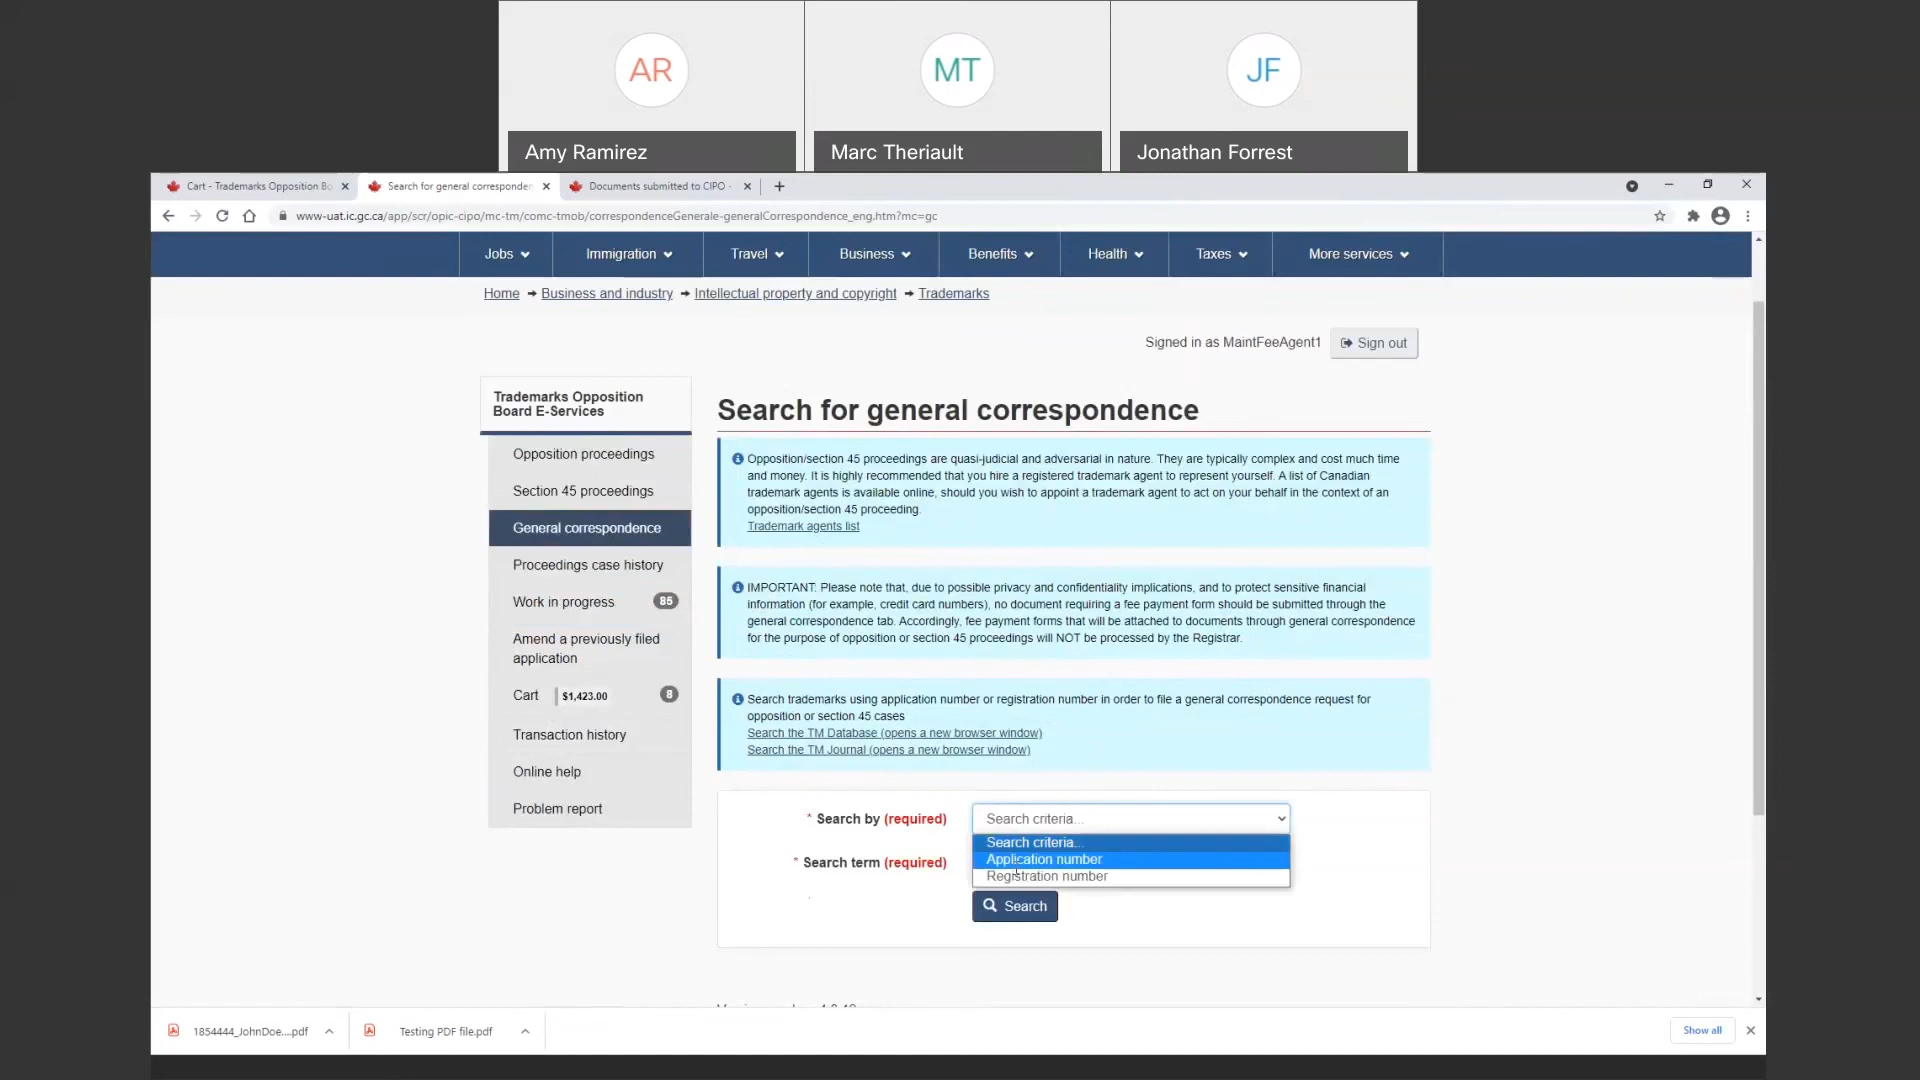 AR
MT
JF
Amy Ramirez
Marc Theriault
Jonathan Forrest
Cart - Trademarks Opposition Bo
Search for general corresponden
Documents submitted to CIPO -
www-uat.ic.gc.ca/app/scr/opic-cipo/mc-tm/comc-tmob/correspondenceGenerale-generalCorrespondence_eng.htm?mc=gc
Jobs
Immigration
Travel
Business
Benefits
Health
Taxes
More services
Home
Business and industry
Intellectual property and copyright
Trademarks
Signed in as MaintFeeAgent1
Sign out
Trademarks Opposition
Board E-Services
Opposition proceedings
Section 45 proceedings
General correspondence
Proceedings case history
Work in progress 85
Amend a previously filed
application
Cart $1,423.00 8
Transaction history
Online help
Problem report
Search for general correspondence
Opposition/section 45 proceedings are quasi-judicial and adversarial in nature. They are typically complex and cost much time
and money. It is highly recommended that you hire a registered trademark agent to represent yourself. A list of Canadian
trademark agents is available online, should you wish to appoint a trademark agent to act on your behalf in the context of an
opposition/section 45 proceeding.
Trademark agents list
IMPORTANT: Please note that, due to possible privacy and confidentiality implications, and to protect sensitive financial
information (for example, credit card numbers), no document requiring a fee payment form should be submitted through the
general correspondence tab. Accordingly, fee payment forms that will be attached to documents through general correspondence
for the purpose of opposition or section 45 proceedings will NOT be processed by the Registrar.
Search trademarks using application number or registration number in order to file a general correspondence request for
opposition or section 45 cases
Search the TM Database (opens a new browser window)
Search the TM Journal (opens a new browser window)
* Search by (required)
Search criteria...
Search criteria...
Application number
Registration number
* Search term (required)
Search
1854444_JohnDoe....pdf
Testing PDF file.pdf
Show all